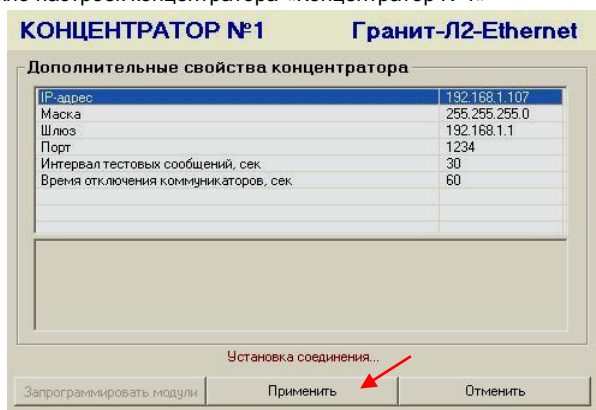 КОНЦЕНТРАТОР №1 Гранит-Л2-Ethernet
Дополнительные свойства концентратора
IP-адрес 192.168.1.107
Маска 255.255.255.0
Шлюз 192.168.1.1
Порт 1234
Интервал тестовых сообщений, сек 30
Время отключения коммуникаторов, сек 60
Установка соединения...
Запрограммировать модули Применить Отменить